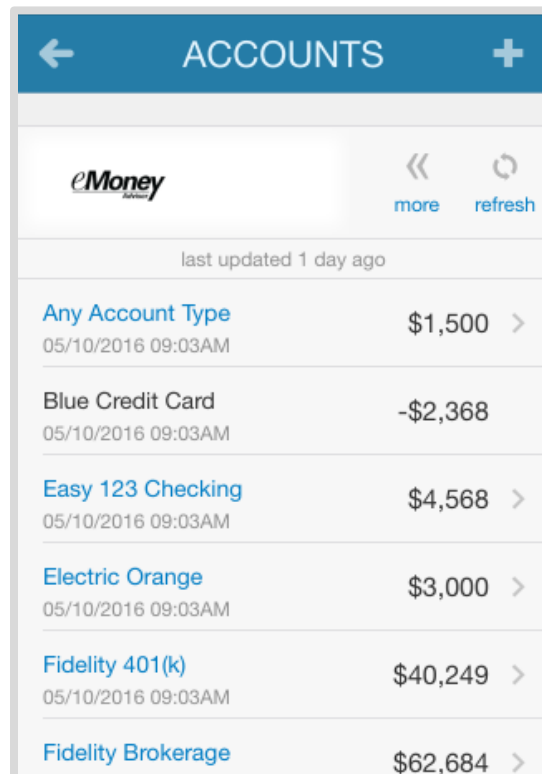 ACCOUNTS
eMoney
Advisor
more refresh
last updated 1 day ago
Any Account Type
$1,500
05/10/2016 09:03AM
Blue Credit Card
-$2,368
05/10/2016 09:03AM
Easy 123 Checking
$4,568
05/10/2016 09:03AM
Electric Orange
$3,000
05/10/2016 09:03AM
Fidelity 401(k)
$40,249
05/10/2016 09:03AM
Fidelity Brokerage
$62,684